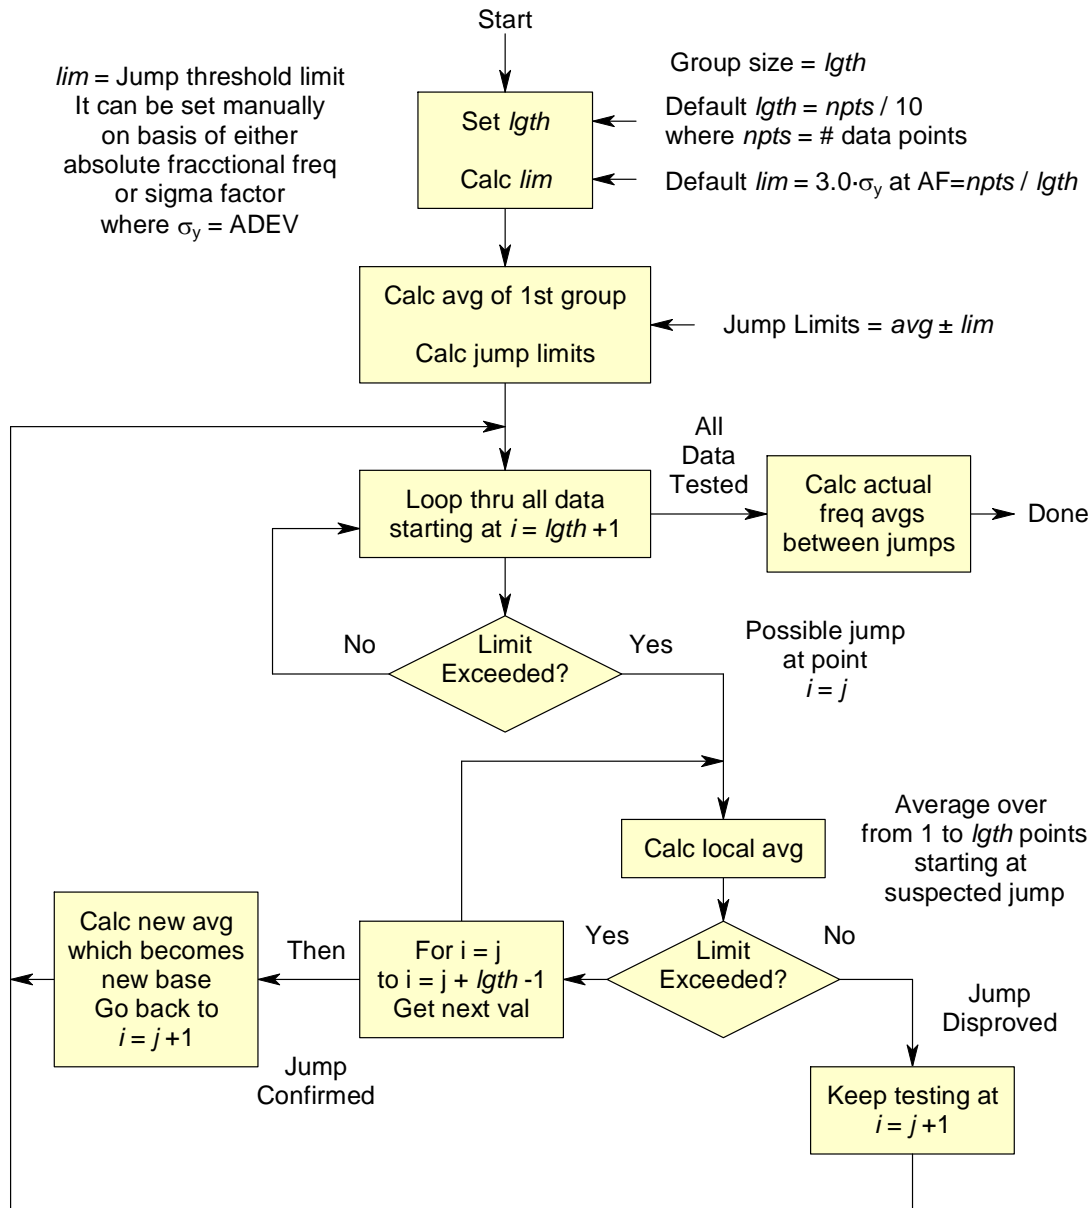 Start
lim = Jump threshold limit
It can be set manually
on basis of either
absolute fracctional freq
or sigma factor
where σy = ADEV
Set lgth
Calc lim
Group size = lgth
Default lgth = npts / 10
where npts = # data points
Default lim = 3.0·σy at AF=npts / lgth
Calc avg of 1st group
Calc jump limits
Jump Limits = avg ± lim
Loop thru all data
starting at i = lgth +1
All
Data
Tested
Calc actual
freq avgs
between jumps
Done
No
Limit
Exceeded?
Yes
Possible jump
at point
i = j
Calc local avg
Average over
from 1 to lgth points
starting at
suspected jump
Calc new avg
which becomes
new base
Go back to
i = j +1
Then
Jump
Confirmed
For i = j
to i = j + lgth -1
Get next val
Yes
Limit
Exceeded?
No
Jump
Disproved
Keep testing at
i = j +1